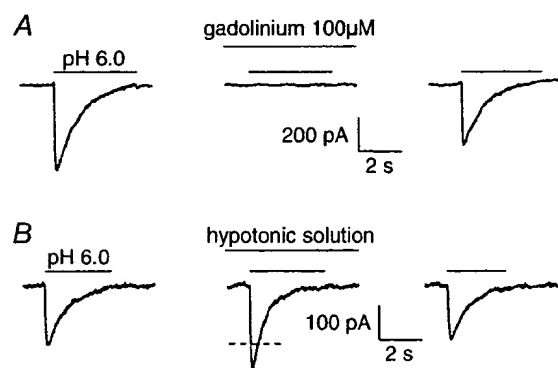 A
gadolinium 100µM
pH 6.0
200 pA
2 s
B
hypotonic solution
pH 6.0
100 pA
2 s